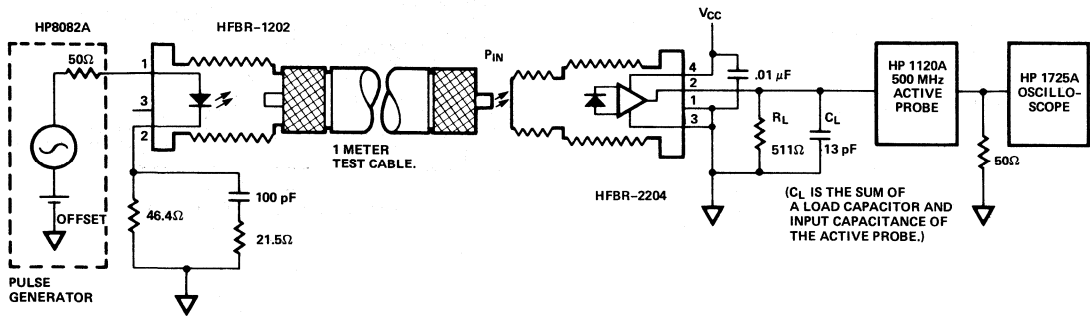 HP8082A
HFBR-1202
50Ω
1
3
2
100 pF
46.4Ω
21.5Ω
OFFSET
PULSE
GENERATOR
1 METER
TEST CABLE.
PIN
VCC
4
2
1
3
.01 μF
RL
511Ω
CL
13 pF
HFBR-2204
HP 1120A
500 MHz
ACTIVE
PROBE
HP 1725A
OSCILLO-
SCOPE
50Ω
(CL IS THE SUM OF
A LOAD CAPACITOR AND
INPUT CAPACITANCE OF
THE ACTIVE PROBE.)